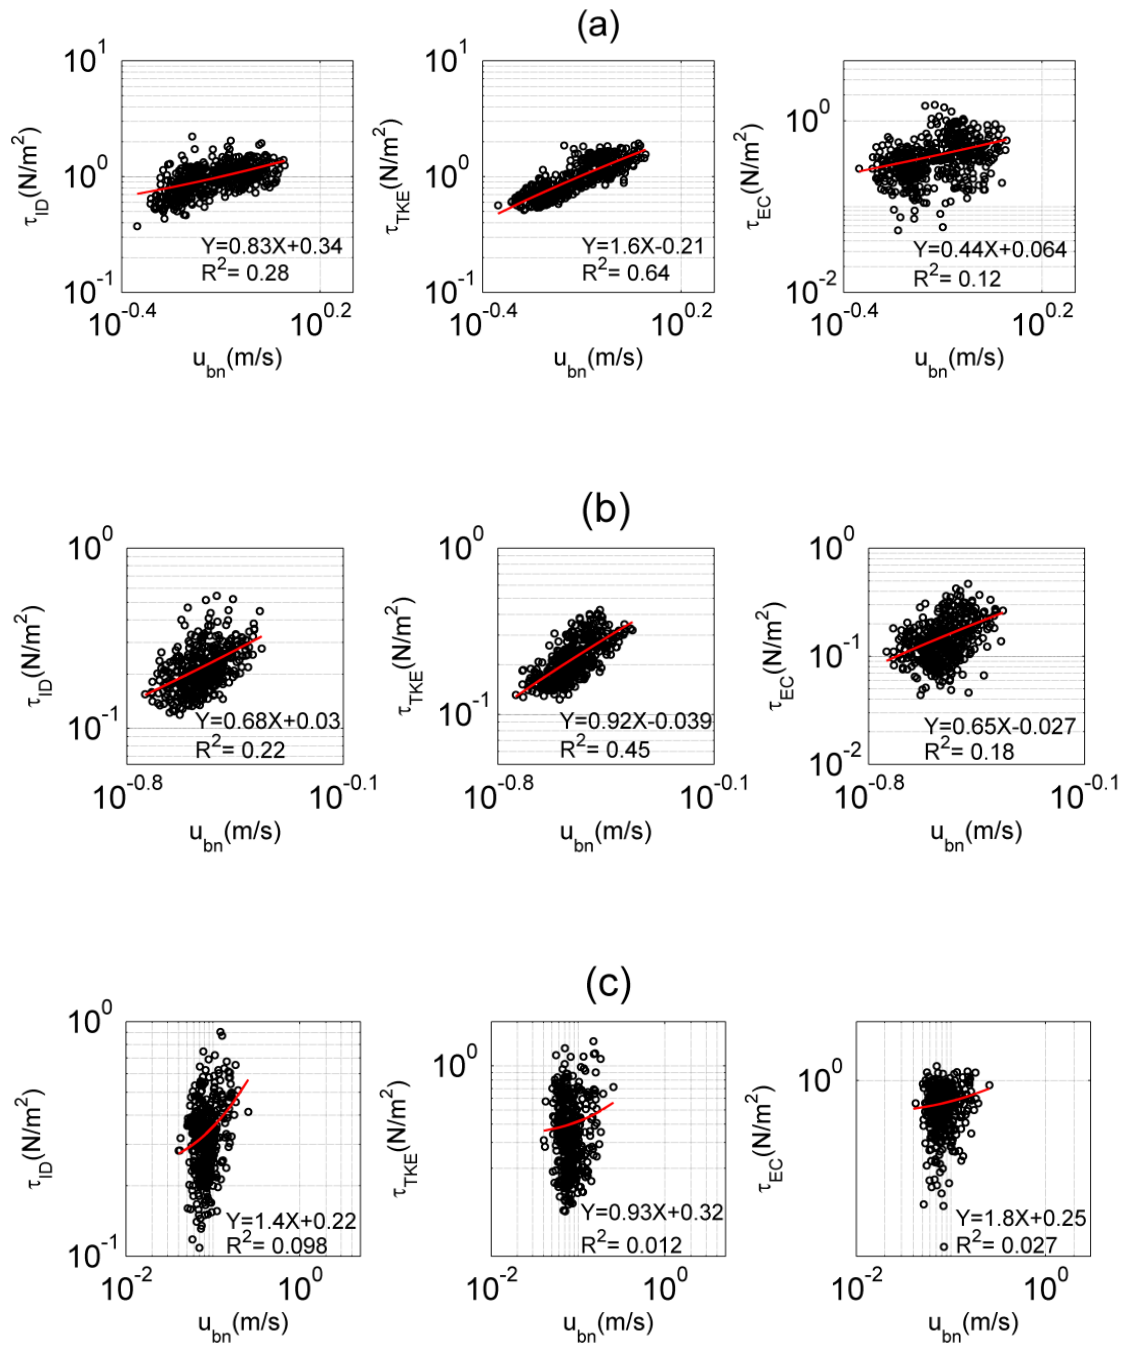 (a)
10^1
10^0
10^-1
τ_ID(N/m^2)
Y=0.83X+0.34
R^2= 0.28
10^-0.4
10^0.2
u_bn(m/s)
10^1
10^0
10^-1
τ_TKE(N/m^2)
Y=1.6X-0.21
R^2= 0.64
10^-0.4
10^0.2
u_bn(m/s)
10^0
10^-2
τ_EC(N/m^2)
Y=0.44X+0.064
R^2= 0.12
10^-0.4
10^0.2
u_bn(m/s)
(b)
10^0
10^-1
τ_ID(N/m^2)
Y=0.68X+0.03
R^2= 0.22
10^-0.8
10^-0.1
u_bn(m/s)
10^0
10^-1
τ_TKE(N/m^2)
Y=0.92X-0.039
R^2= 0.45
10^-0.8
10^-0.1
u_bn(m/s)
10^0
10^-1
10^-2
τ_EC(N/m^2)
Y=0.65X-0.027
R^2= 0.18
10^-0.8
10^-0.1
u_bn(m/s)
(c)
10^0
10^-1
τ_ID(N/m^2)
Y=1.4X+0.22
R^2= 0.098
10^-2
10^0
u_bn(m/s)
10^0
τ_TKE(N/m^2)
Y=0.93X+0.32
R^2= 0.012
10^-2
10^0
u_bn(m/s)
10^0
τ_EC(N/m^2)
Y=1.8X+0.25
R^2= 0.027
10^-2
10^0
u_bn(m/s)